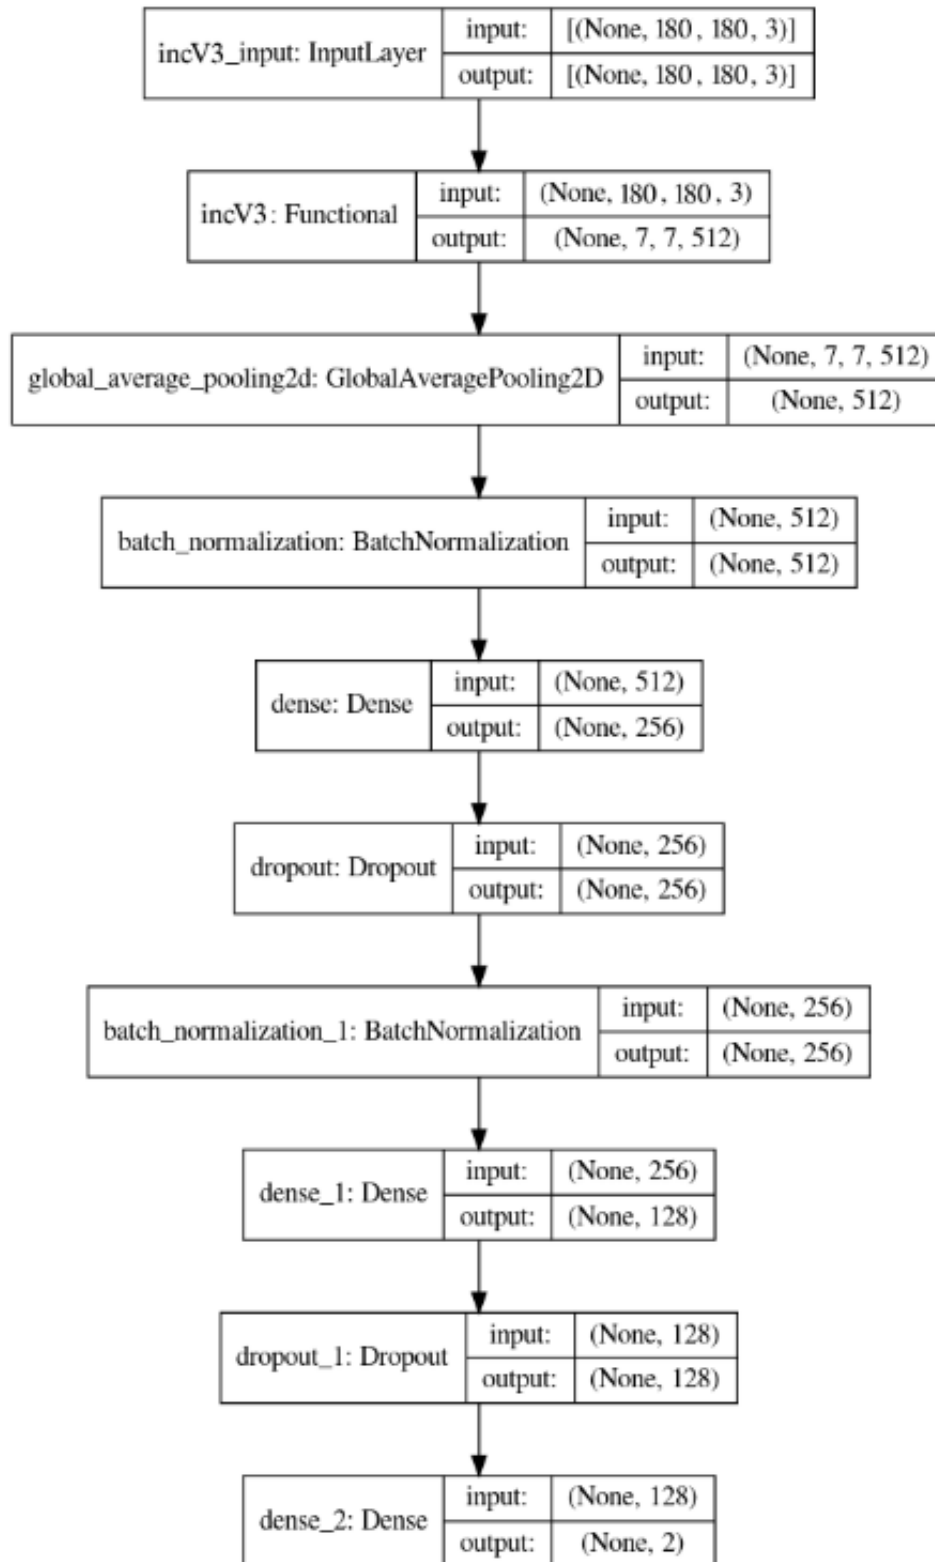 incV3_input: InputLayer
input: [(None, 180, 180, 3)]
output: [(None, 180, 180, 3)]
incV3: Functional
input: (None, 180, 180, 3)
output: (None, 7, 7, 512)
global_average_pooling2d: GlobalAveragePooling2D
input: (None, 7, 7, 512)
output: (None, 512)
batch_normalization: BatchNormalization
input: (None, 512)
output: (None, 512)
dense: Dense
input: (None, 512)
output: (None, 256)
dropout: Dropout
input: (None, 256)
output: (None, 256)
batch_normalization_1: BatchNormalization
input: (None, 256)
output: (None, 256)
dense_1: Dense
input: (None, 256)
output: (None, 128)
dropout_1: Dropout
input: (None, 128)
output: (None, 128)
dense_2: Dense
input: (None, 128)
output: (None, 2)